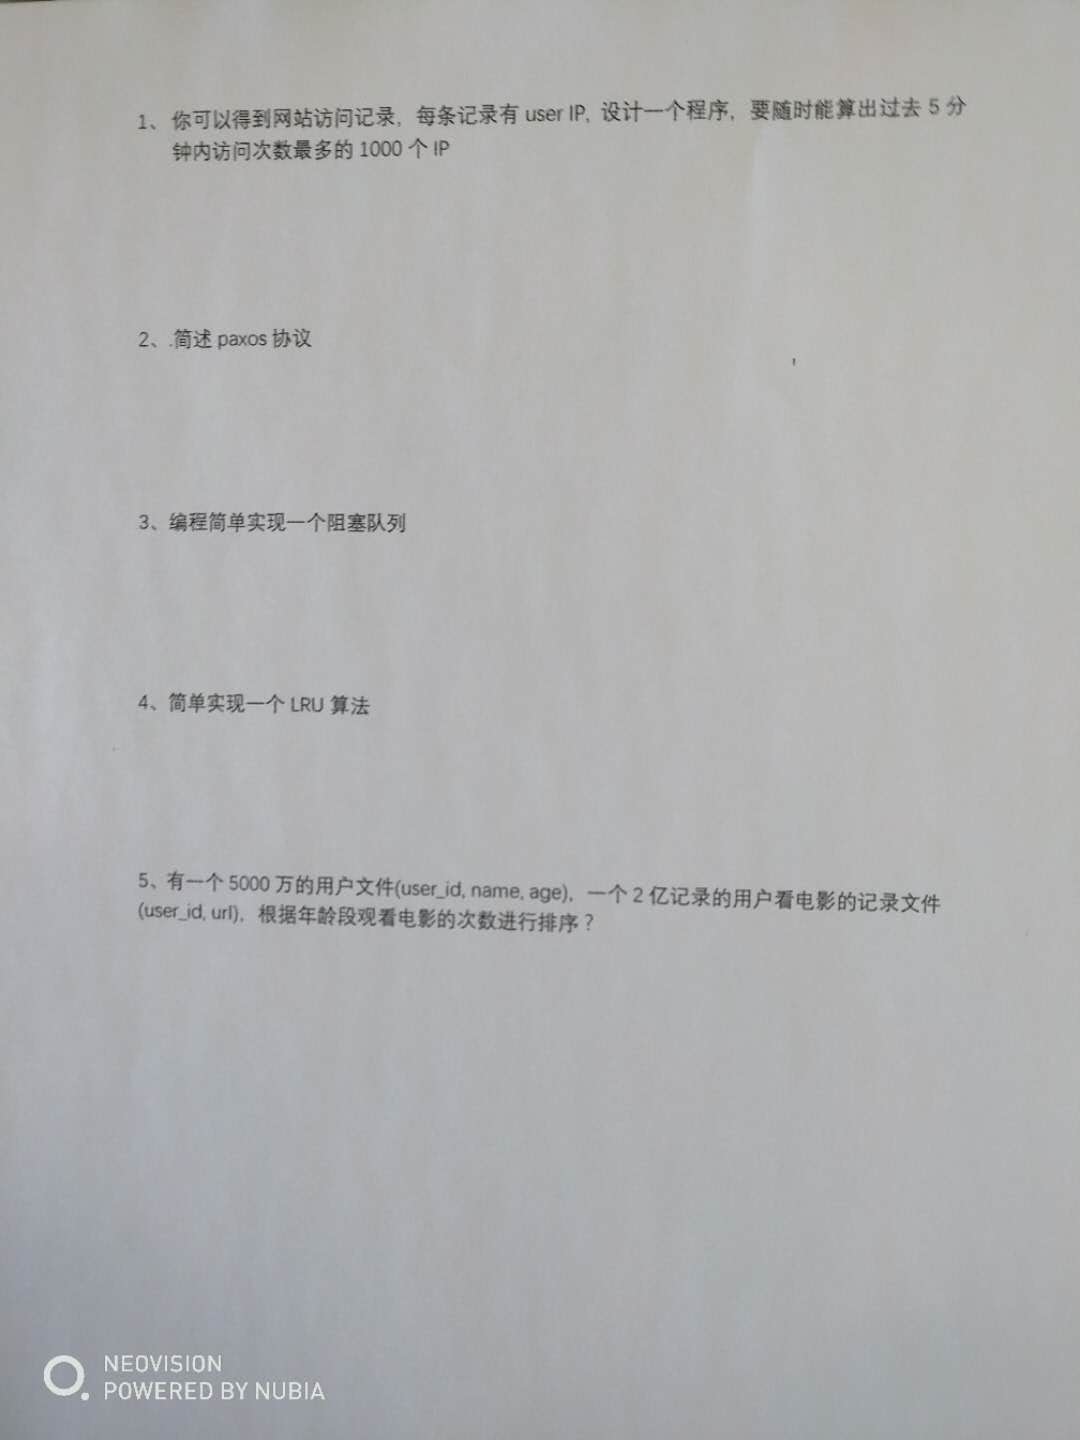 1、你可以得到网站访问记录，每条记录有 user IP, 设计一个程序，要随时能算出过去 5 分
钟内访问次数最多的 1000 个 IP
2、.简述 paxos 协议
3、编程简单实现一个阻塞队列
4、简单实现一个 LRU 算法
5、有一个 5000 万的用户文件(user_id, name, age)，一个 2 亿记录的用户看电影的记录文件
(user_id, url)，根据年龄段观看电影的次数进行排序？
NEOVISION
POWERED BY NUBIA